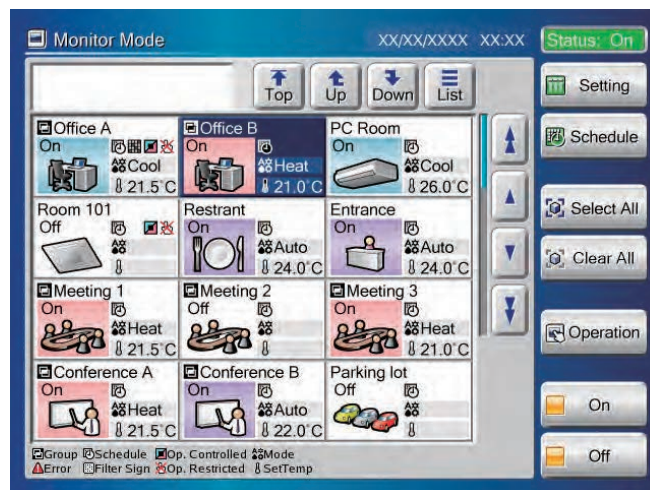 Monitor Mode XX/XX/XXXX XX:XX Status: On
Top Up Down List
Setting
Schedule
Select All
Clear All
Operation
On
Off
Office A
On
Cool
21.5°C
Office B
On
Heat
21.0°C
PC Room
On
Cool
26.0°C
Room 101
Off
Restrant
On
Auto
24.0°C
Entrance
On
Auto
24.0°C
Meeting 1
On
Heat
21.5°C
Meeting 2
Off
Meeting 3
On
Heat
21.0°C
Conference A
On
Heat
21.5°C
Conference B
On
Auto
22.0°C
Parking lot
Off
Group Schedule Op. Controlled Mode
Error Filter Sign Op. Restricted SetTemp